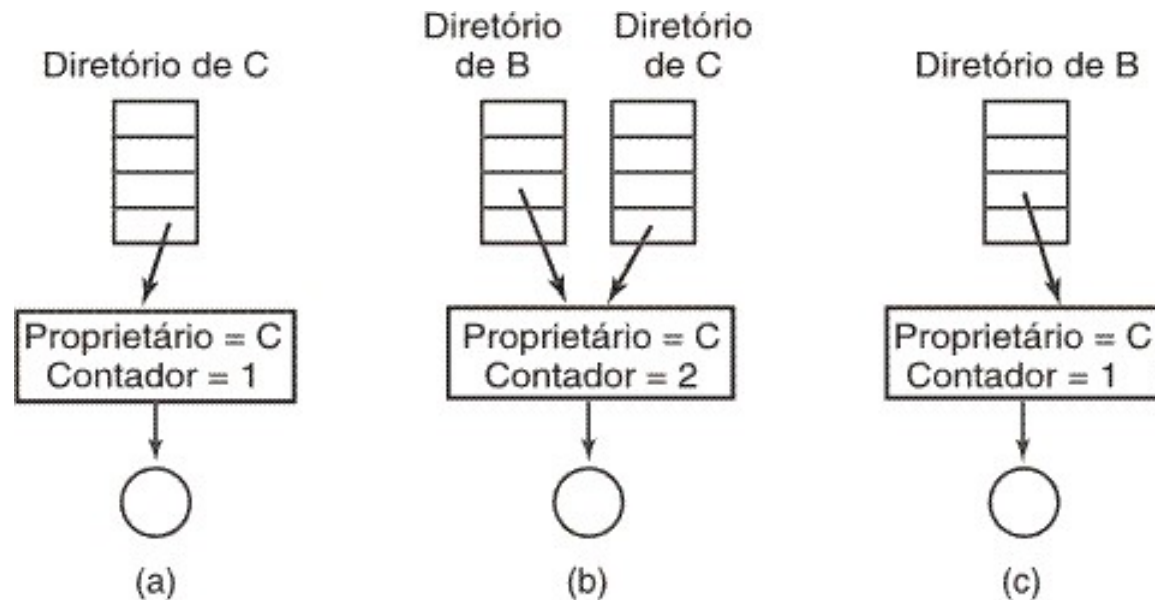 Diretório de C
Proprietário = C
Contador = 1
(a)
Diretório
de B
Diretório
de C
Proprietário = C
Contador = 2
(b)
Diretório de B
Proprietário = C
Contador = 1
(c)